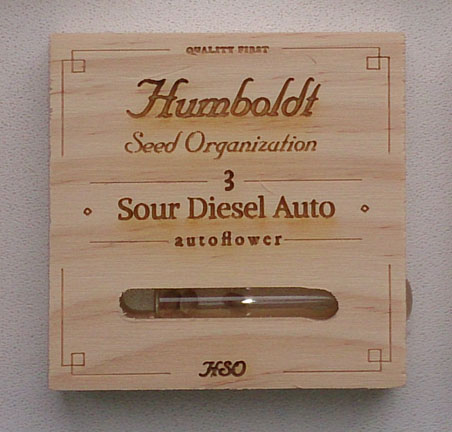 QUALITY FIRST
Humboldt
Seed Organization
3
Sour Diesel Auto
autoflower
HSO